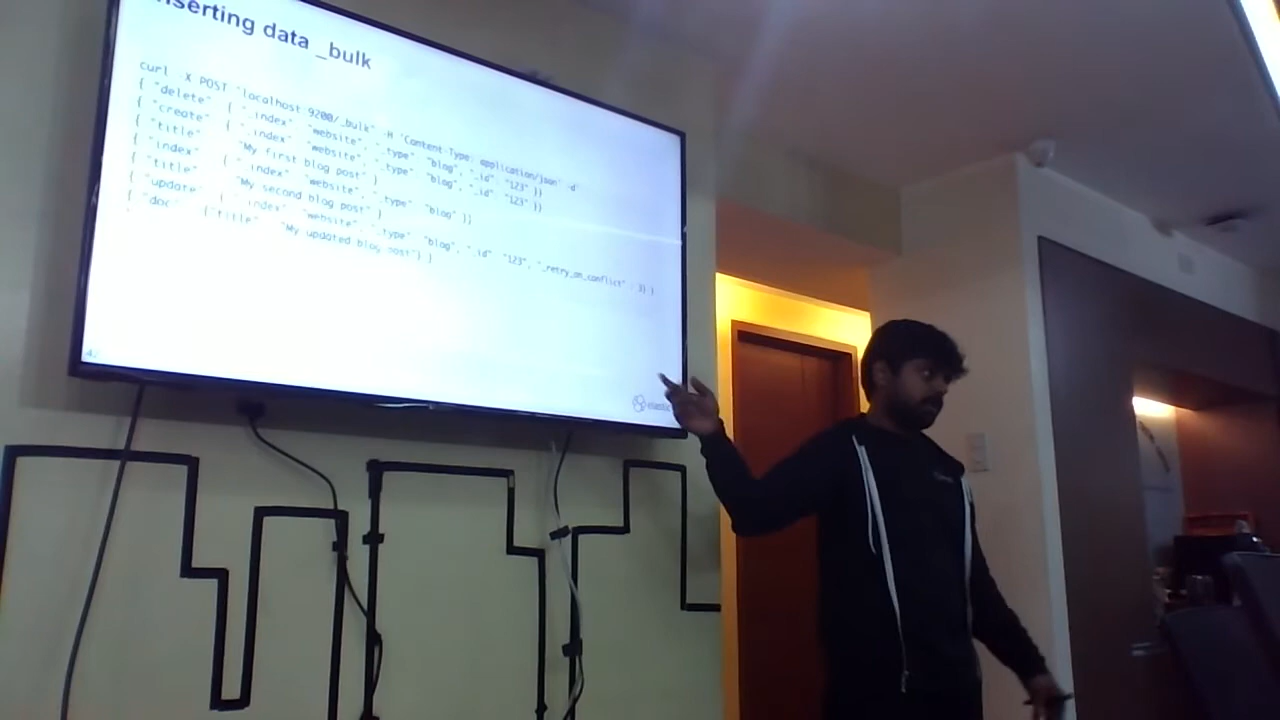 nserting data _bulk
curl -X POST "localhost:9200/_bulk" -H 'Content-Type: application/json' -d'
{ "delete" { "_index" "website", "_type" "blog", "_id" "123" }}
{ "create" { "_index" "website", "_type" "blog", "_id" "123" }}
{ "title" "My first blog post" }
{ "index" { "_index" "website", "_type" "blog" }}
{ "title" "My second blog post" }
{ "update" { "_index" "website", "_type" "blog", "_id" "123", "_retry_on_conflict" : 3} }
{ "doc" {"title" "My updated blog post"} }
elastic